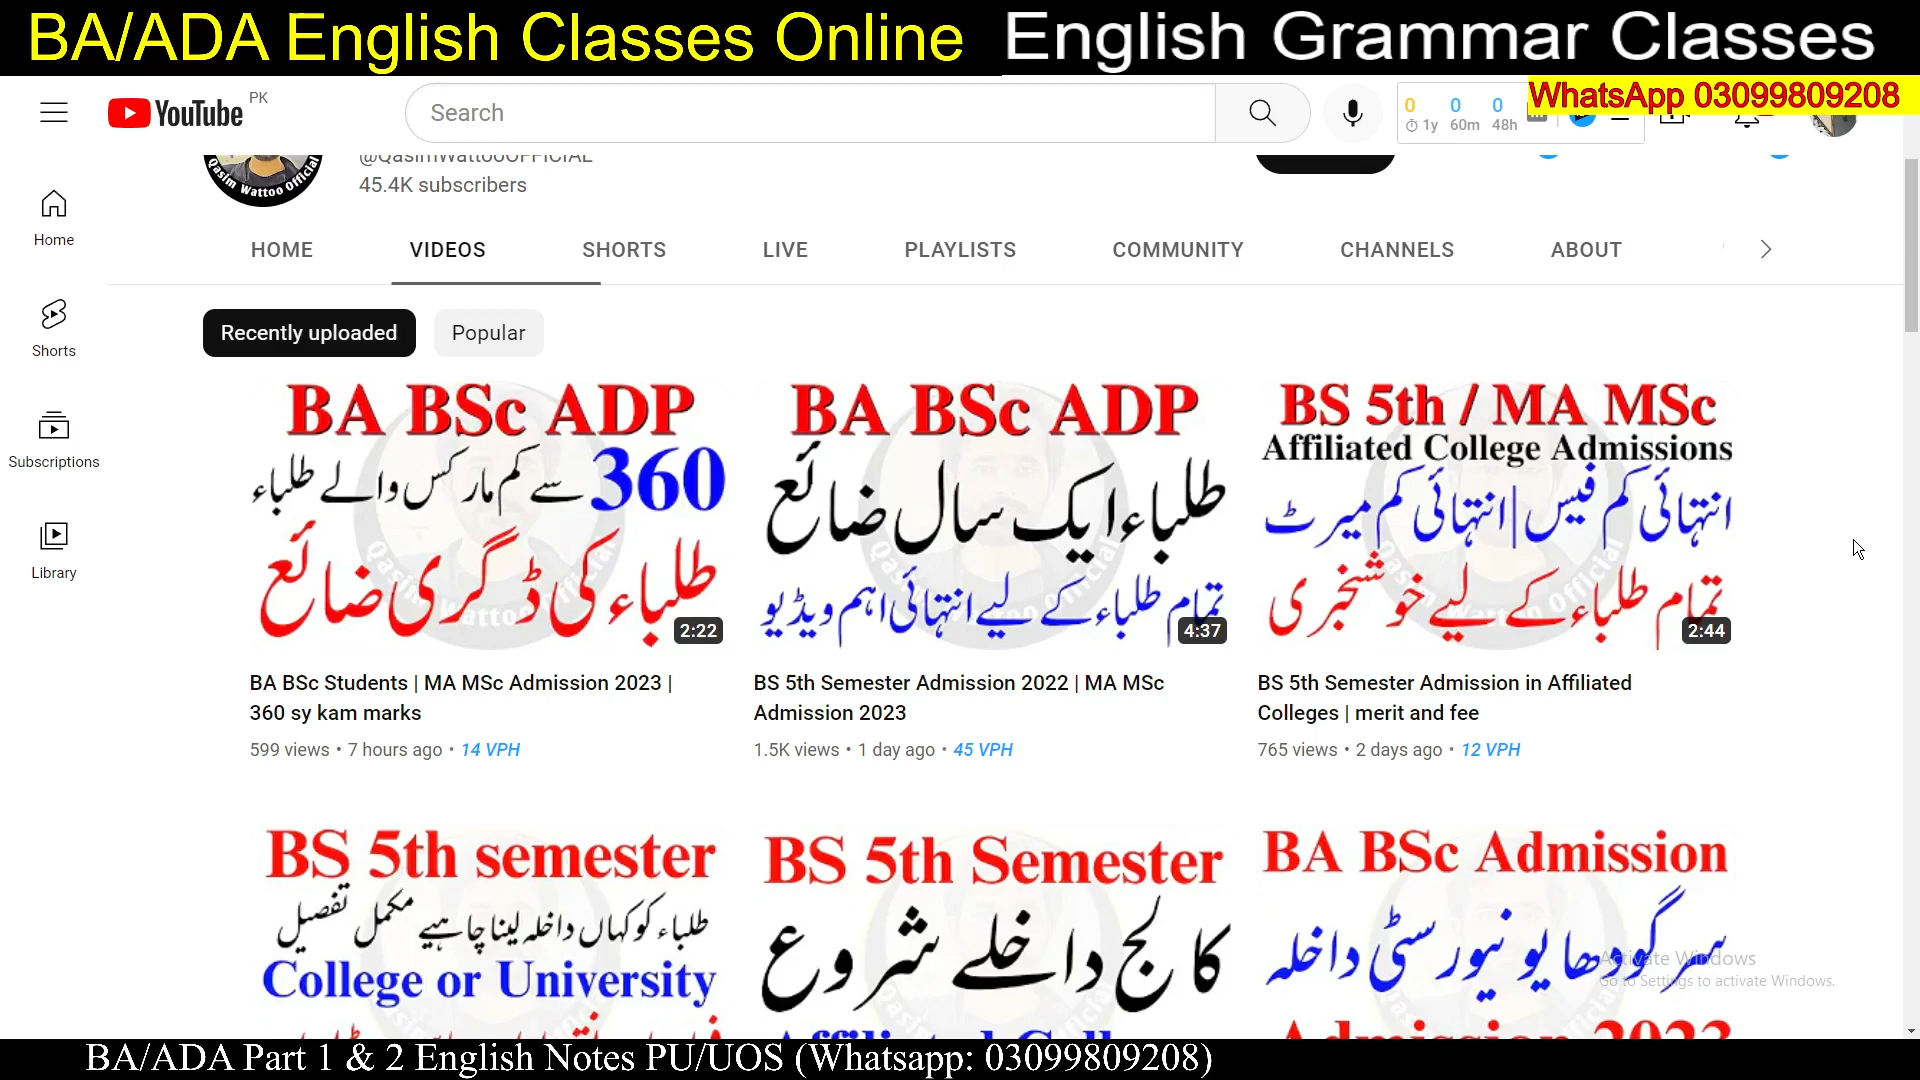 BA/ADA English Classes Online English Grammar Classes
WhatsApp 03099809208
YouTube PK
Search
0 0 0
1y 60m 48h
Qasim Wattoo Official
@QasimWattooOFFICIAL
45.4K subscribers
Home
Shorts
Subscriptions
Library
HOME VIDEOS SHORTS LIVE PLAYLISTS COMMUNITY CHANNELS ABOUT
Recently uploaded Popular
BA BSc ADP
360 سے کم مارکس والے طلباء
طلباء کی ڈگری ضائع
2:22
BA BSc Students | MA MSc Admission 2023 |
360 sy kam marks
599 views • 7 hours ago • 14 VPH
BA BSc ADP
طلباء ایک سال ضائع
تمام طلباء کے لیے انتہائی اہم ویڈیو
4:37
BS 5th Semester Admission 2022 | MA MSc
Admission 2023
1.5K views • 1 day ago • 45 VPH
BS 5th / MA MSc
Affiliated College Admissions
انتہائی کم فیس | انتہائی کم میرٹ
تمام طلباء کے لیے خوشخبری
2:44
BS 5th Semester Admission in Affiliated
Colleges | merit and fee
765 views • 2 days ago • 12 VPH
BS 5th semester
طلباء کو کہاں داخلہ لینا چاہیے مکمل تفصیل
College or University
BS 5th Semester
کالج داخلے شروع
BA BSc Admission
سرگودھا یونیورسٹی داخلہ
Admission 2023
Activate Windows
Go to Settings to activate Windows.
BA/ADA Part 1 & 2 English Notes PU/UOS (Whatsapp: 03099809208)